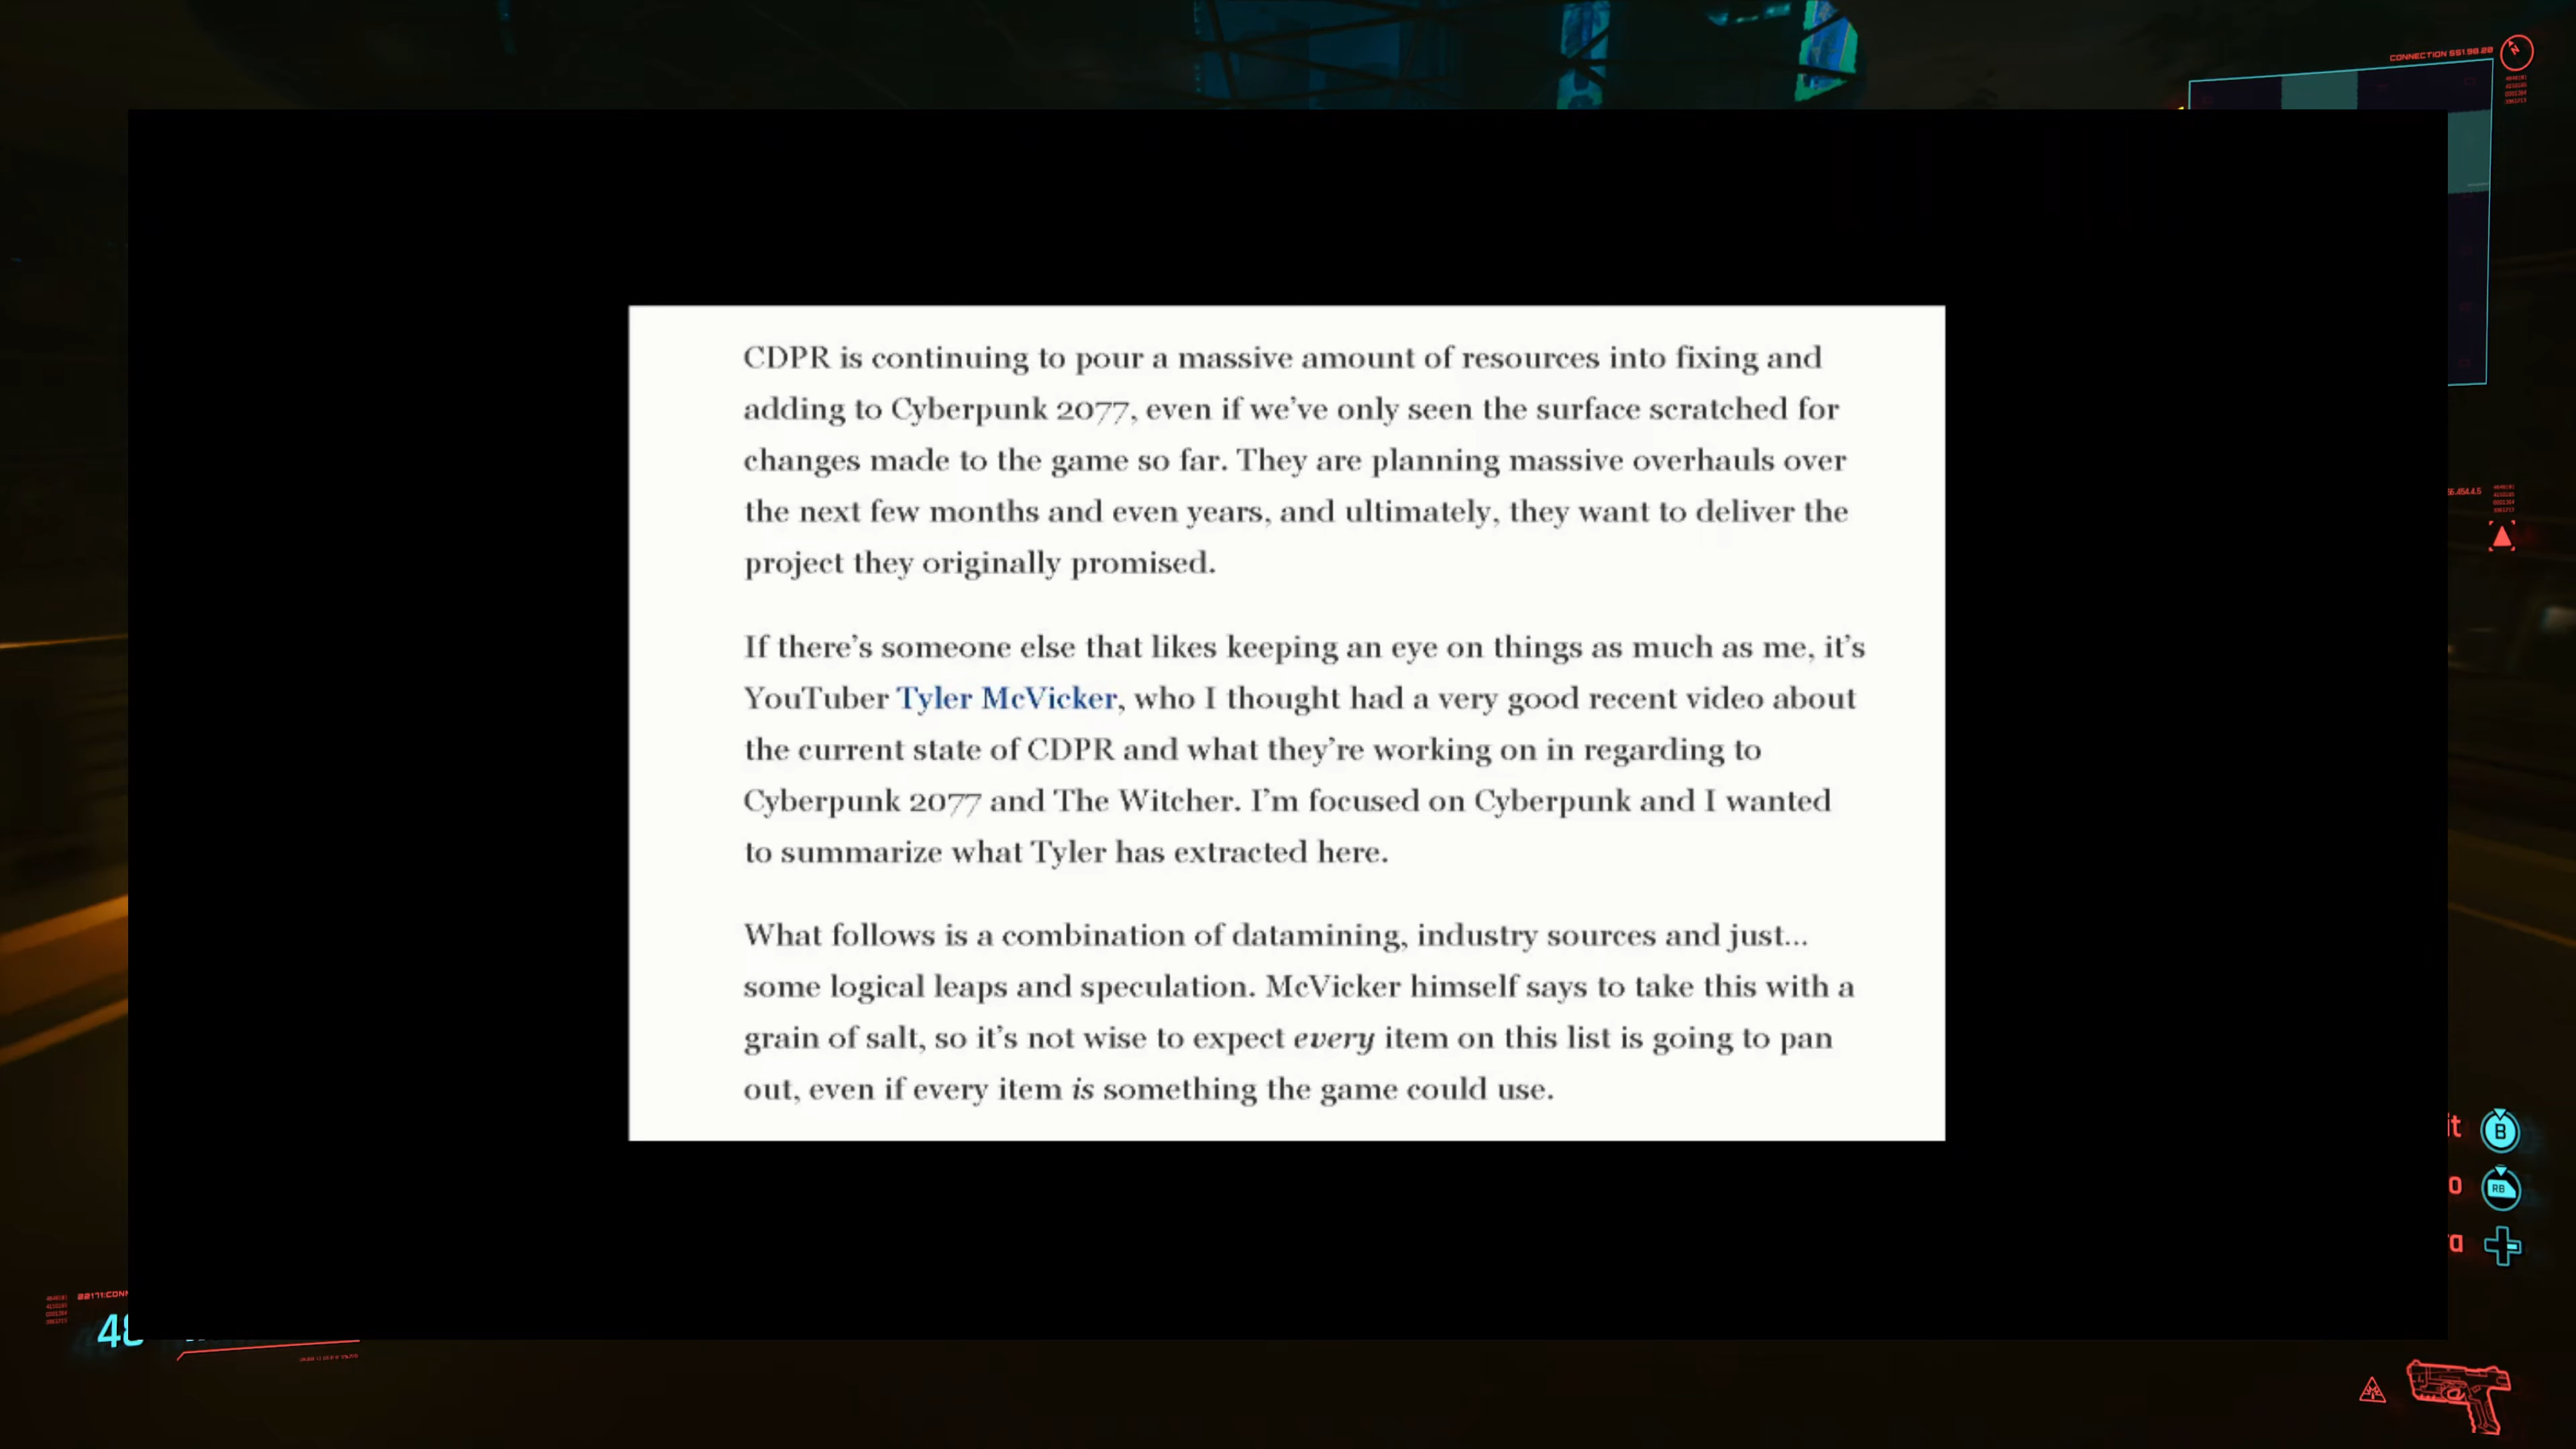 CONNECTION 551.98.20
CDPR is continuing to pour a massive amount of resources into fixing and
adding to Cyberpunk 2077, even if we've only seen the surface scratched for
changes made to the game so far. They are planning massive overhauls over
the next few months and even years, and ultimately, they want to deliver the
project they originally promised.
If there's someone else that likes keeping an eye on things as much as me, it's
YouTuber Tyler McVicker, who I thought had a very good recent video about
the current state of CDPR and what they're working on in regarding to
Cyberpunk 2077 and The Witcher. I'm focused on Cyberpunk and I wanted
to summarize what Tyler has extracted here.
What follows is a combination of datamining, industry sources and just...
some logical leaps and speculation. McVicker himself says to take this with a
grain of salt, so it's not wise to expect every item on this list is going to pan
out, even if every item is something the game could use.
it B
o RB
a
48